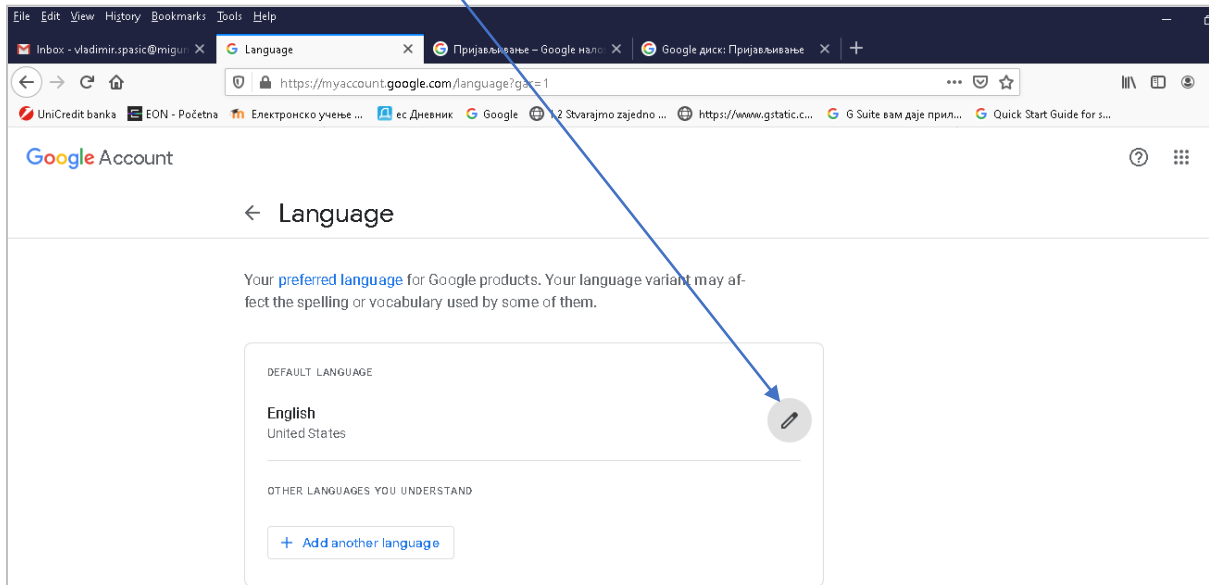 File Edit View History Bookmarks Tools Help
Inbox - vladimir.spasic@migun
Language
Пријављивање – Google нало
Google диск: Пријављивање
https://myaccount.google.com/language?gar=1
UniCredit banka
EON - Početna
Електронско учење ...
ес Дневник
Google
1.2 Stvarajmo zajedno ...
https://www.gstatic.c...
G Suite вам даје прил...
Quick Start Guide for s...
Google Account
Language
Your preferred language for Google products. Your language variant may af-
fect the spelling or vocabulary used by some of them.
DEFAULT LANGUAGE
English
United States
OTHER LANGUAGES YOU UNDERSTAND
+ Add another language